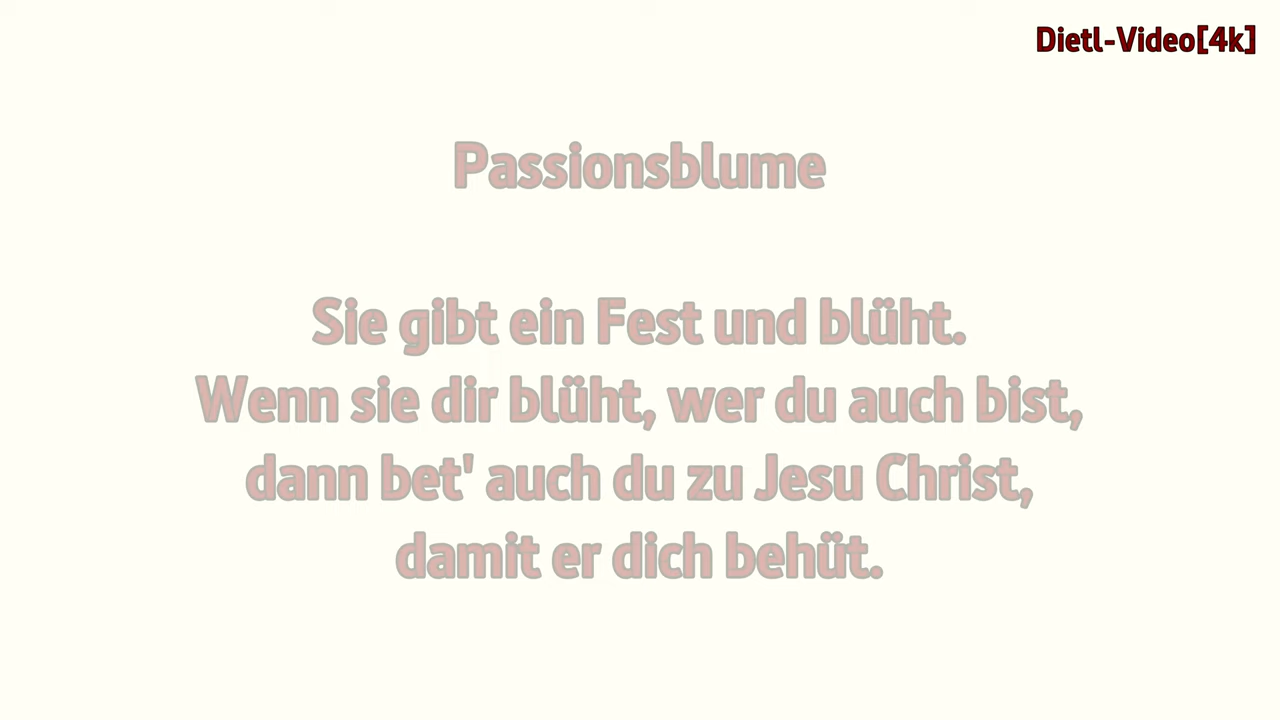 Dietl-Video[4k]
Passionsblume
Sie gibt ein Fest und blüht.
Wenn sie dir blüht, wer du auch bist,
dann bet' auch du zu Jesu Christ,
damit er dich behüt.